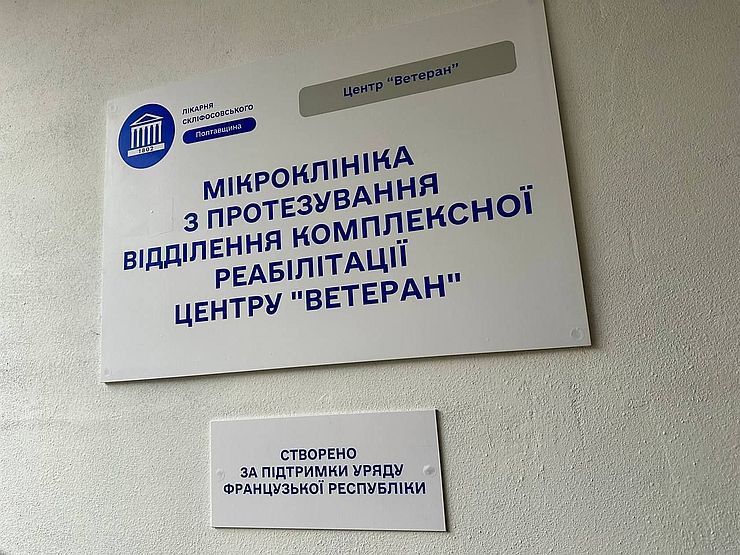 ЛІКАРНЯ
СКЛІФОСОВСЬКОГО
Полтавщина
1802
Центр "Ветеран"
МІКРОКЛІНІКА
З ПРОТЕЗУВАННЯ
ВІДДІЛЕННЯ КОМПЛЕКСНОЇ
РЕАБІЛІТАЦІЇ
ЦЕНТРУ "ВЕТЕРАН"
СТВОРЕНО
ЗА ПІДТРИМКИ УРЯДУ
ФРАНЦУЗЬКОЇ РЕСПУБЛІКИ